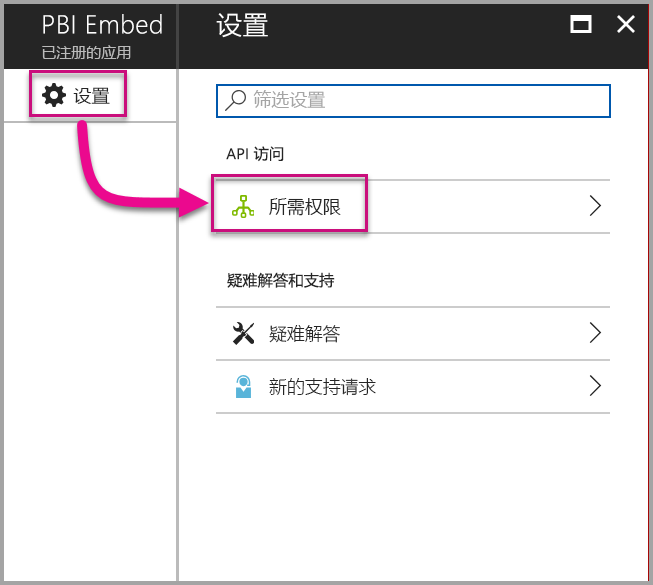 PBI Embed
已注册的应用
设置
设置
筛选设置
API 访问
所需权限
疑难解答和支持
疑难解答
新的支持请求